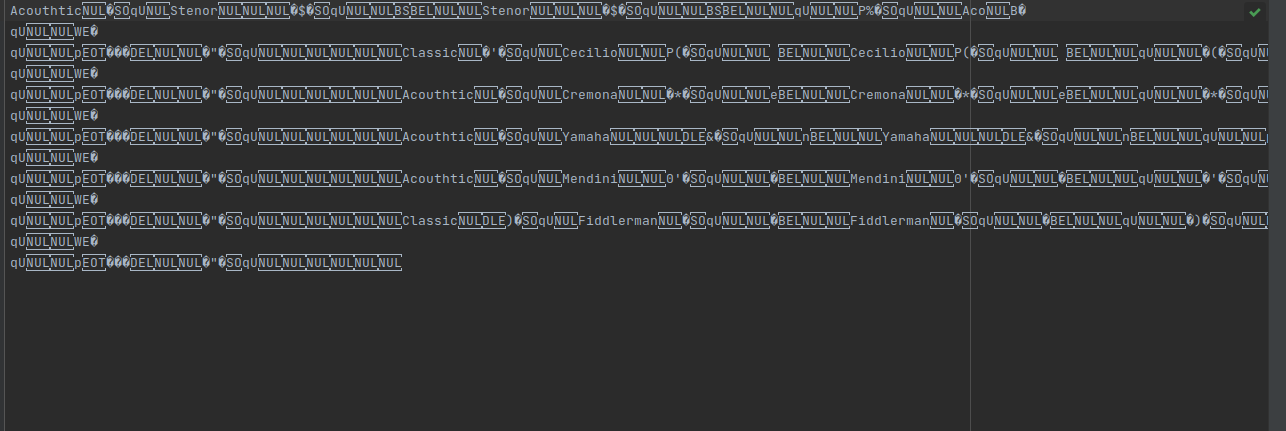 AcouthticNUL�SOqUNULStenorNULNULNUL�$�SOqUNULNULBSBELNULNULStenorNULNULNUL�$�SOqUNULNULBSBELNULNULqUNULNULP%�SOqUNULNULAcoNULB�
qUNULNULWE�
qUNULNULpEOT���DELNULNUL�"�SOqUNULNULNULNULNULNULClassicNUL�'�SOqUNULCecilioNULNULP(�SOqUNULNUL BELNULNULCecilioNULNULP(�SOqUNULNUL BELNULNULqUNULNUL�(�SOqUN
qUNULNULWE�
qUNULNULpEOT���DELNULNUL�"�SOqUNULNULNULNULNULNULAcouthticNUL�SOqUNULCremonaNULNUL�*�SOqUNULNULeBELNULNULCremonaNULNUL�*�SOqUNULNULeBELNULNULqUNULNUL�*�SOqUNUL
qUNULNULWE�
qUNULNULpEOT���DELNULNUL�"�SOqUNULNULNULNULNULNULAcouthticNUL�SOqUNULYamahaNULNULNULDLE&�SOqUNULNULnBELNULNULYamahaNULNULNULDLE&�SOqUNULNULnBELNULNULqUNULNUL
qUNULNULWE�
qUNULNULpEOT���DELNULNUL�"�SOqUNULNULNULNULNULNULAcouthticNUL�SOqUNULMendiniNULNUL0'�SOqUNULNUL�BELNULNULMendiniNULNUL0'�SOqUNULNUL�BELNULNULqUNULNUL�'�SOqUN
qUNULNULWE�
qUNULNULpEOT���DELNULNUL�"�SOqUNULNULNULNULNULNULClassicNULDLE)�SOqUNULFiddlermanNUL�SOqUNULNUL�BELNULNULFiddlermanNUL�SOqUNULNUL�BELNULNULqUNULNUL�)�SOqUNUL
qUNULNULWE�
qUNULNULpEOT���DELNULNUL�"�SOqUNULNULNULNULNULNUL